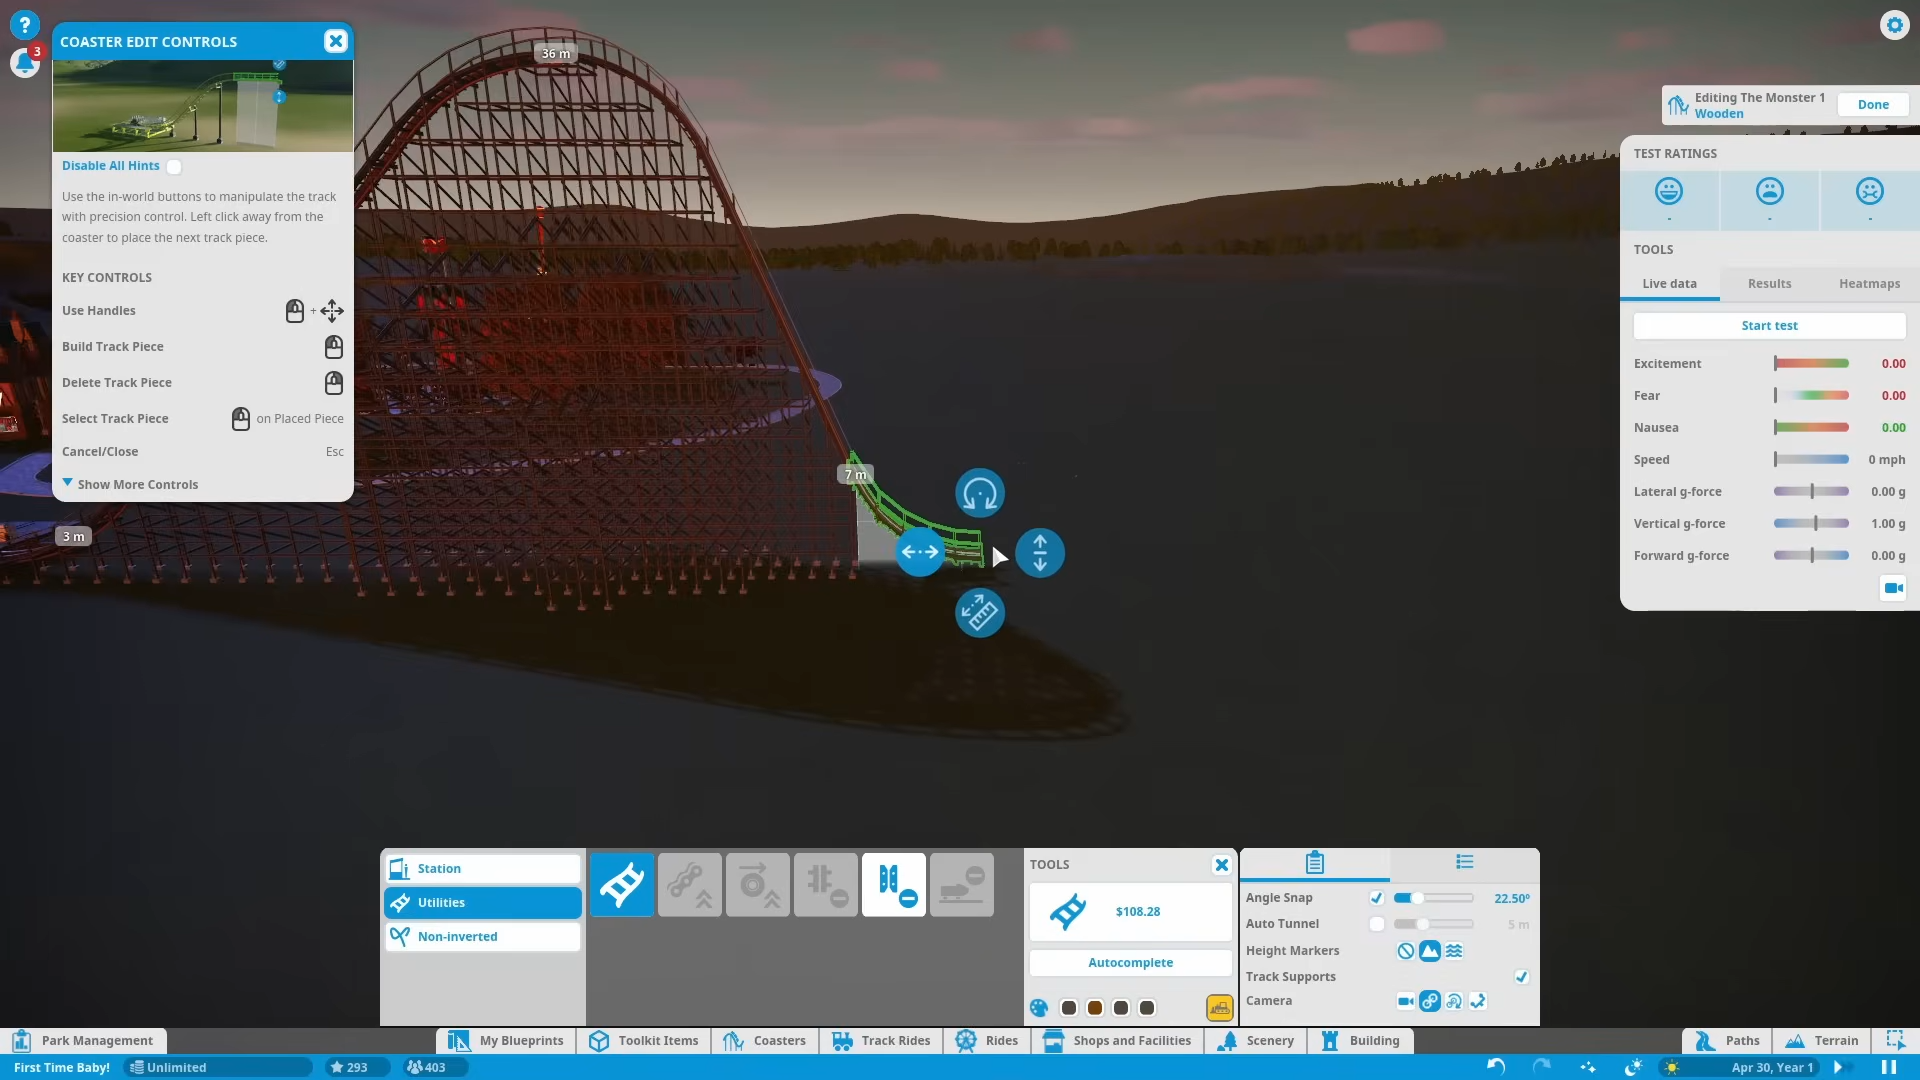 ?
3
COASTER EDIT CONTROLS
Disable All Hints
Use the in-world buttons to manipulate the track
with precision control. Left click away from the
coaster to place the next track piece.
KEY CONTROLS
Use Handles +
Build Track Piece
Delete Track Piece
Select Track Piece on Placed Piece
Cancel/Close Esc
Show More Controls
36 m
7 m
3 m
Editing The Monster 1
Wooden
Done
TEST RATINGS
- - -
TOOLS
Live data Results Heatmaps
Start test
Excitement 0.00
Fear 0.00
Nausea 0.00
Speed 0 mph
Lateral g-force 0.00 g
Vertical g-force 1.00 g
Forward g-force 0.00 g
Station
Utilities
Non-inverted
TOOLS
$108.28
Autocomplete
Angle Snap 22.50°
Auto Tunnel 5 m
Height Markers
Track Supports
Camera
Park Management My Blueprints Toolkit Items Coasters Track Rides Rides Shops and Facilities Scenery Building Paths Terrain
First Time Baby! Unlimited 293 403 Apr 30, Year 1